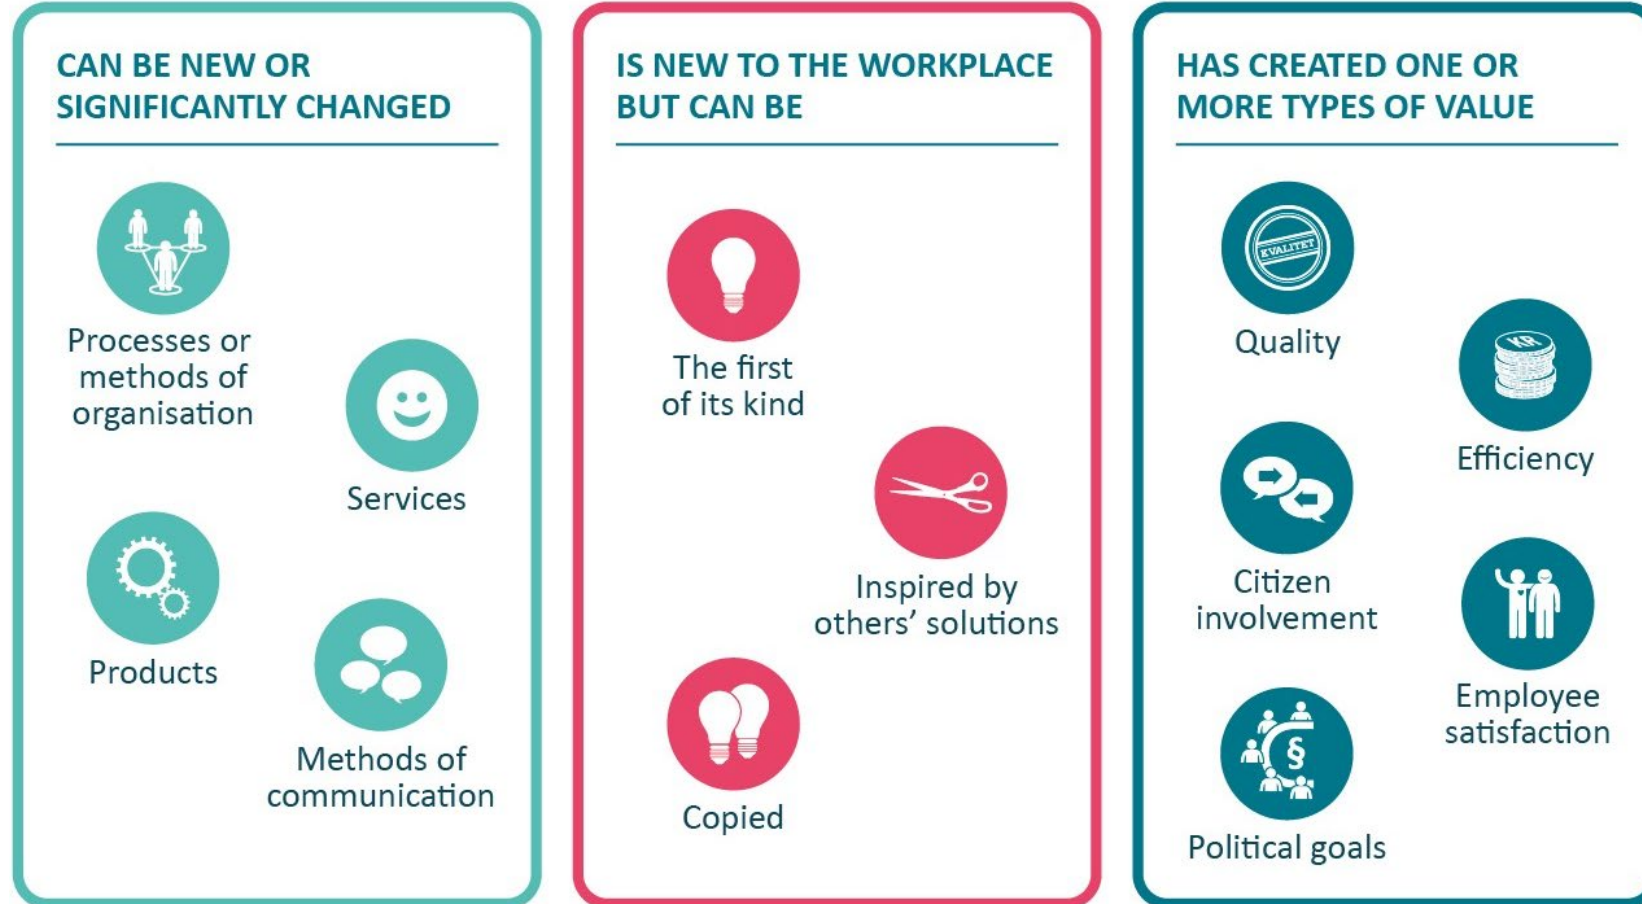 CAN BE NEW OR
SIGNIFICANTLY CHANGED
Processes or
methods of
organisation
Services
Products
Methods of
communication
IS NEW TO THE WORKPLACE
BUT CAN BE
The first
of its kind
Inspired by
others’ solutions
Copied
HAS CREATED ONE OR
MORE TYPES OF VALUE
KVALITET
Quality
KR
Efficiency
Citizen
involvement
Employee
satisfaction
§
Political goals